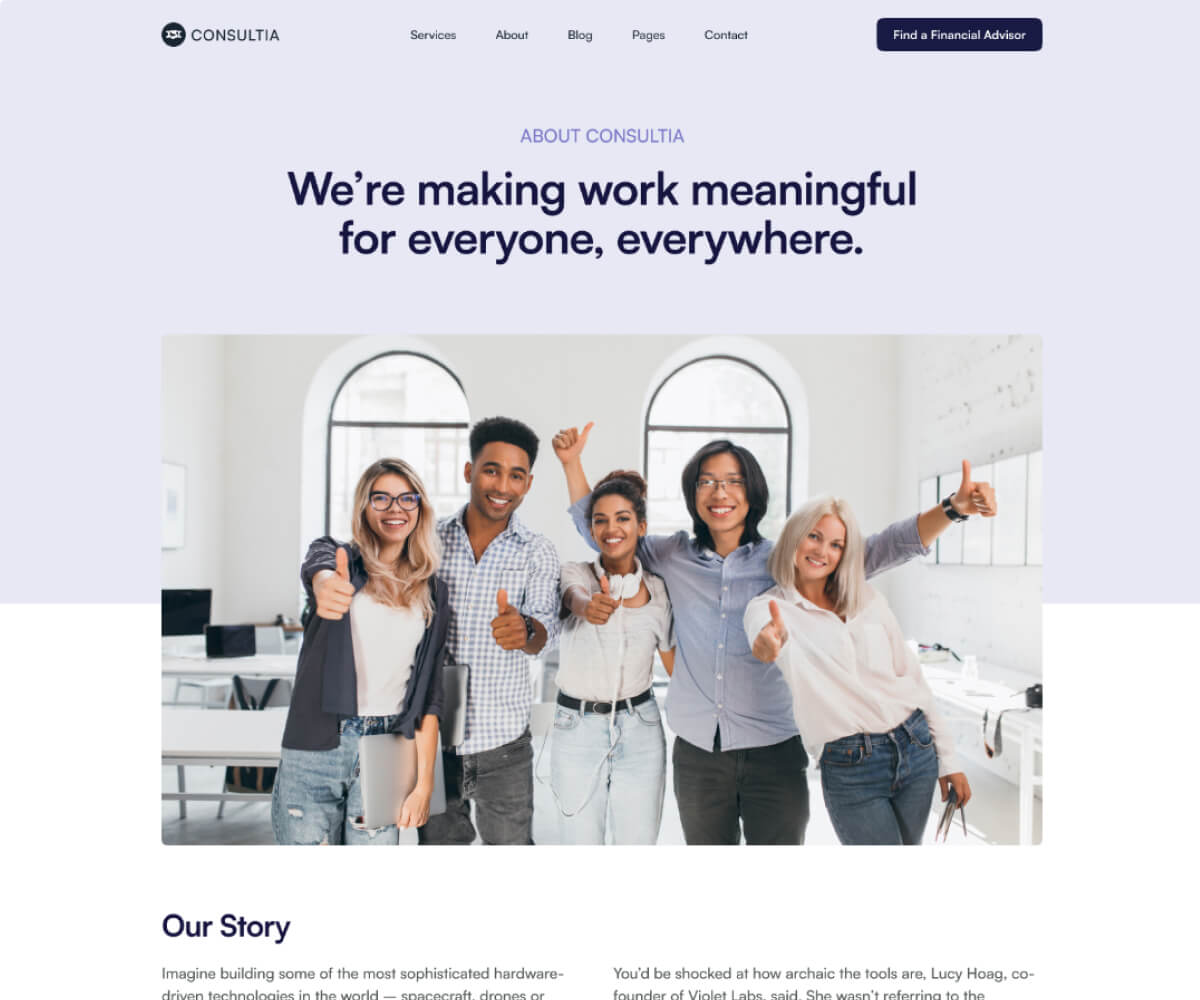 CONSULTIA
Services
About
Blog
Pages
Contact
Find a Financial Advisor
ABOUT CONSULTIA
We’re making work meaningful
for everyone, everywhere.
Our Story
Imagine building some of the most sophisticated hardware-
driven technologies in the world — spacecraft, drones or
You’d be shocked at how archaic the tools are, Lucy Hoag, co-
founder of Violet Labs, said. She wasn’t referring to the